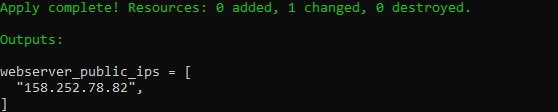 Apply complete! Resources: 0 added, 1 changed, 0 destroyed.
Outputs:
webserver_public_ips = [
  "158.252.78.82",
]